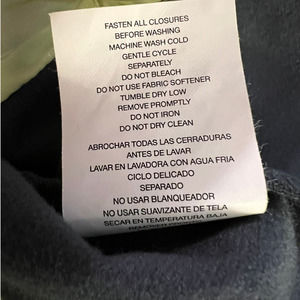 FASTEN ALL CLOSURES
BEFORE WASHING
MACHINE WASH COLD
GENTLE CYCLE
SEPARATELY
DO NOT BLEACH
DO NOT USE FABRIC SOFTENER
TUMBLE DRY LOW
REMOVE PROMPTLY
DO NOT IRON
DO NOT DRY CLEAN
ABROCHAR TODAS LAS CERRADURAS
ANTES DE LAVAR
LAVAR EN LAVADORA CON AGUA FRIA
CICLO DELICADO
SEPARADO
NO USAR BLANQUEADOR
NO USAR SUAVIZANTE DE TELA
SECAR EN TEMPERATURA BAJA